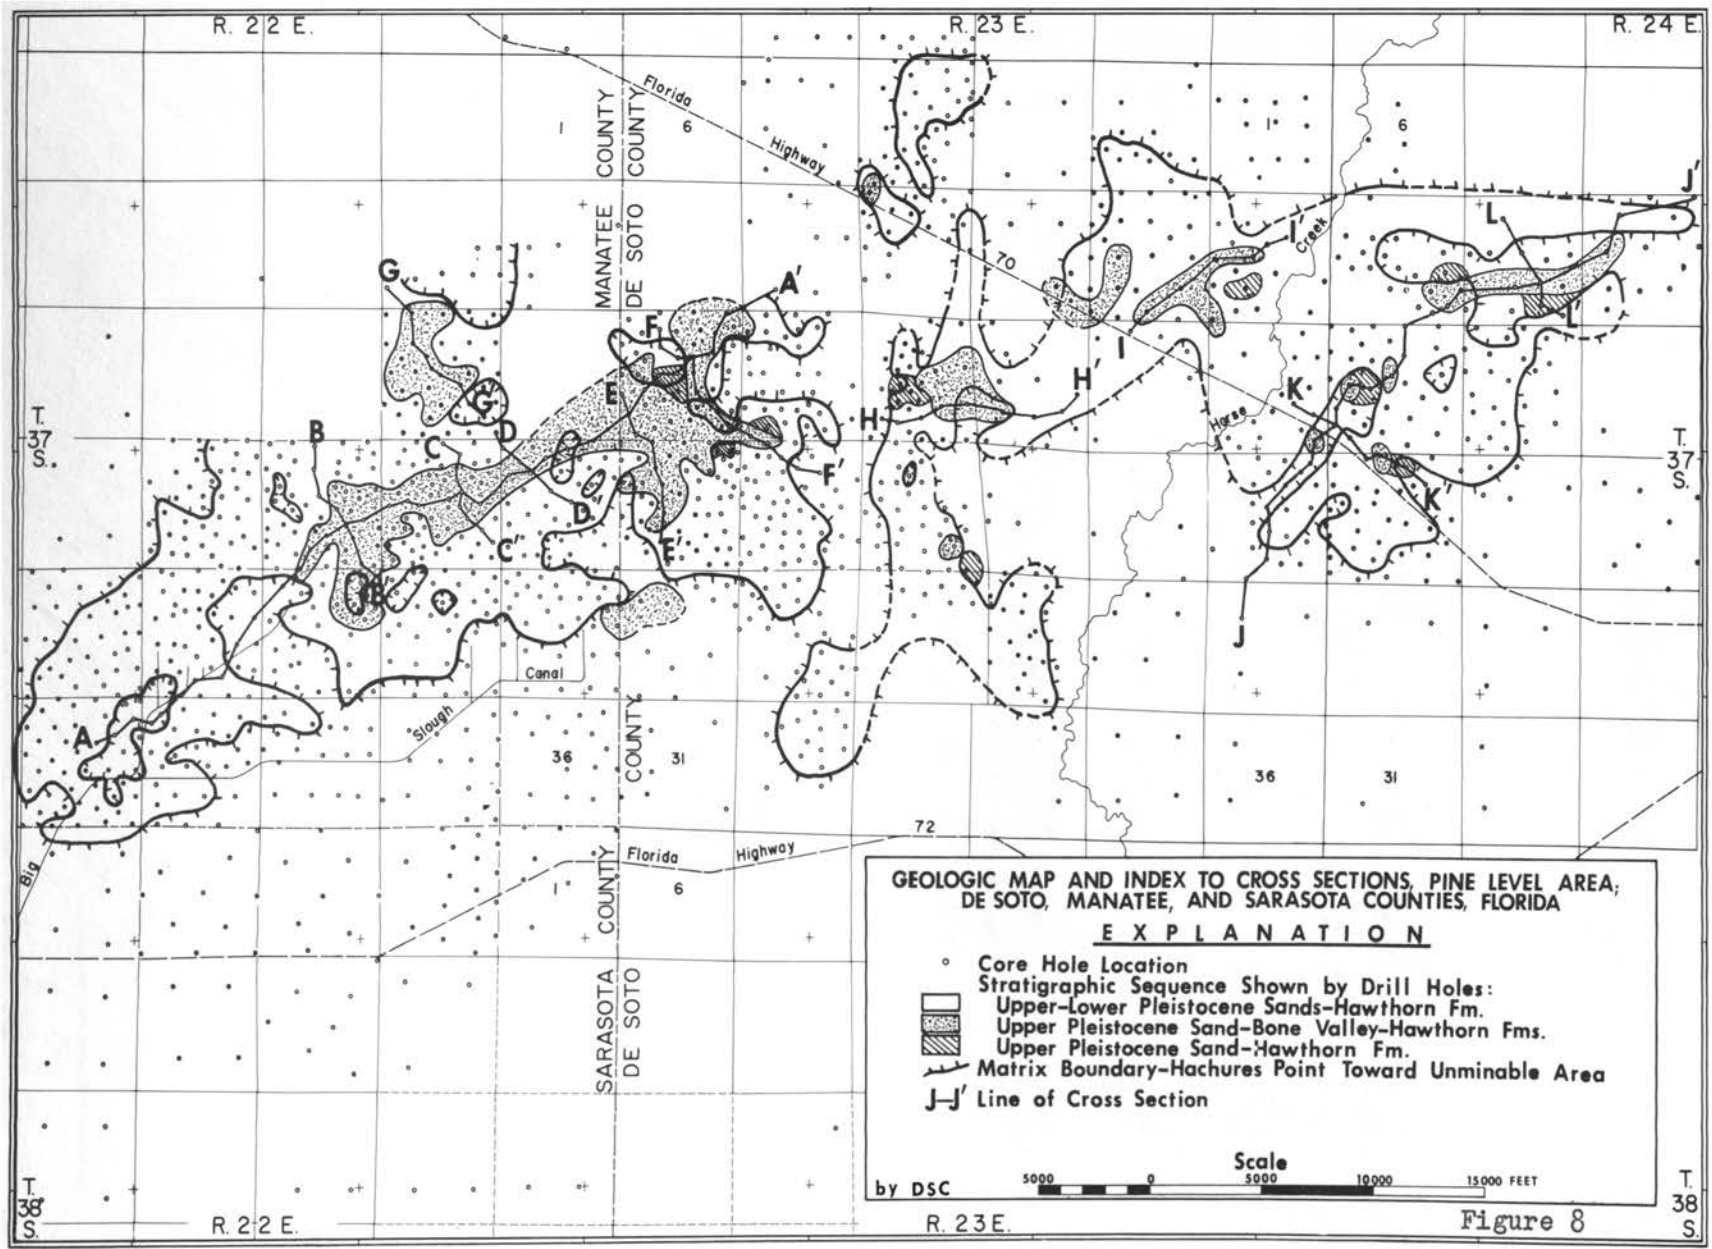 R. 22 E.
R. 23 E.
R. 24 E.
Florida
Highway
MANATEE COUNTY
DE SOTO COUNTY
1
6
1
6
J'
L
70
I'
Creek
G
A'
F
L'
I
E
G'
H
H'
K
Horse
T.
37
S.
B
C
D
F'
T.
37
S.
D'
K'
C'
E'
B'
J
Canal
Slough
A
36
COUNTY
31
36
31
Big
72
Florida
Highway
1
6
SARASOTA COUNTY
DE SOTO
GEOLOGIC MAP AND INDEX TO CROSS SECTIONS, PINE LEVEL AREA;
DE SOTO, MANATEE, AND SARASOTA COUNTIES, FLORIDA
EXPLANATION
Core Hole Location
Stratigraphic Sequence Shown by Drill Holes:
Upper-Lower Pleistocene Sands-Hawthorn Fm.
Upper Pleistocene Sand-Bone Valley-Hawthorn Fms.
Upper Pleistocene Sand-Hawthorn Fm.
Matrix Boundary-Hachures Point Toward Unminable Area
J-J' Line of Cross Section
Scale
5000 0 5000 10000 15000 FEET
by DSC
T.
38
S.
T.
38
S.
R. 22 E.
R. 23 E.
Figure 8